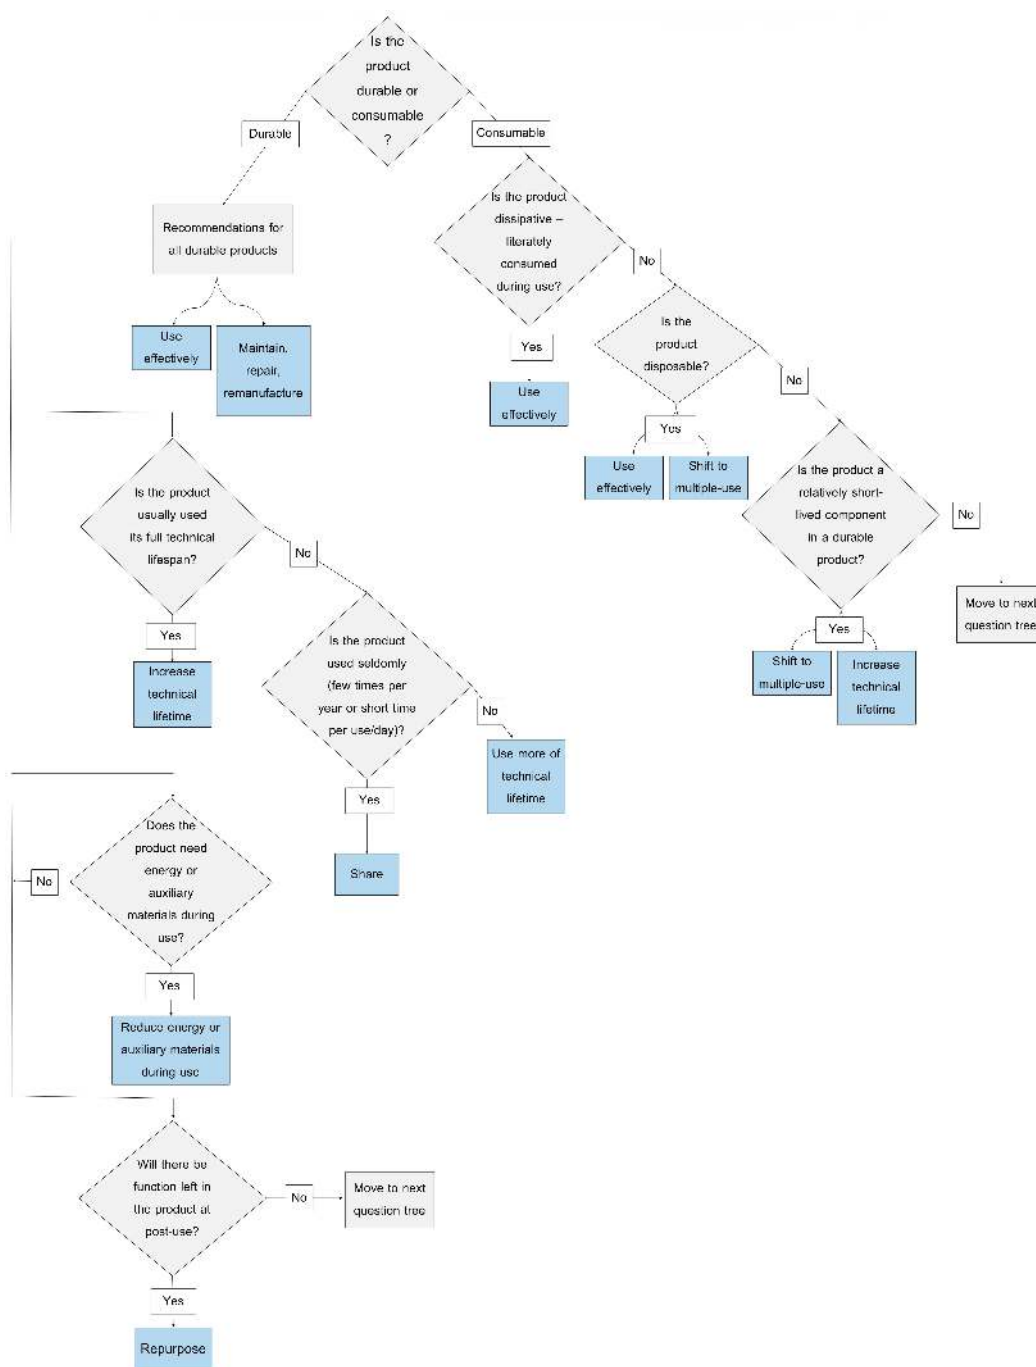 Is the
product
durable or
consumable
?
Durable
Consumable
Recommendations for
all durable products
Use
effectively
Maintain,
repair,
remanufacture
Is the product
dissipative –
literately
consumed
during use?
No
Yes
Use
effectively
Is the
product
disposable?
No
Yes
Use
effectively
Shift to
multiple-use
Is the product a
relatively short-
lived component
in a durable
product?
No
Move to next
question tree
Yes
Shift to
multiple-use
Increase
technical
lifetime
Is the product
usually used
its full technical
lifespan?
No
Yes
Increase
technical
lifetime
Is the product
used seldomly
(few times per
year or short time
per use/day)?
No
Use more of
technical
lifetime
Yes
Share
Does the
product need
energy or
auxiliary
materials during
use?
No
Yes
Reduce energy or
auxiliary materials
during use
Will there be
function left in
the product at
post-use?
No
Move to next
question tree
Yes
Repurpose